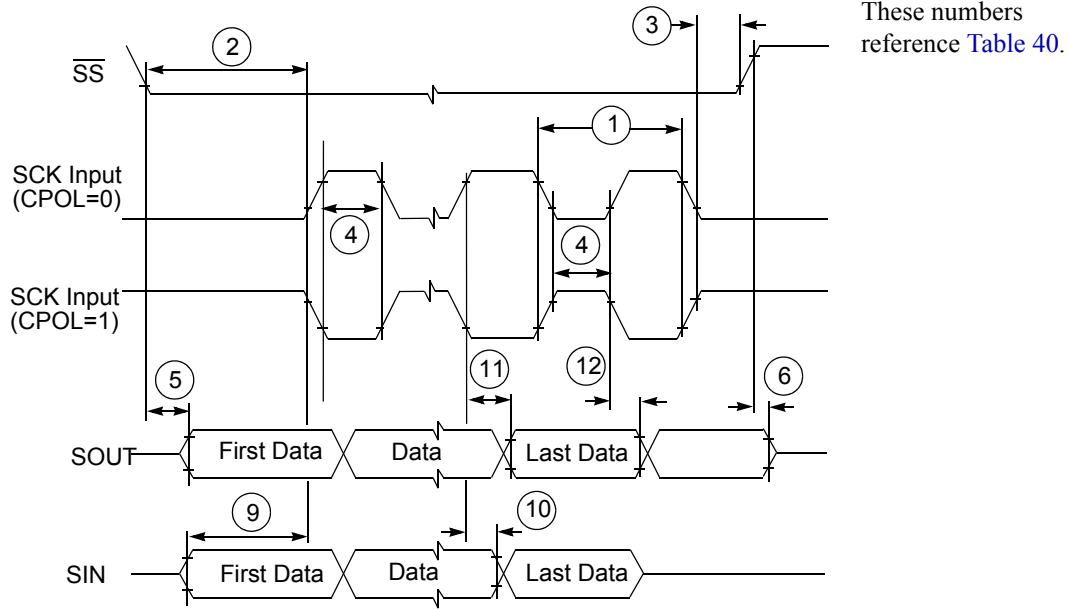 These numbers
reference Table 40.
3
2
SS
1
SCK Input
(CPOL=0)
4
4
SCK Input
(CPOL=1)
5
11
12
6
SOUT
First Data
Data
Last Data
9
10
SIN
First Data
Data
Last Data